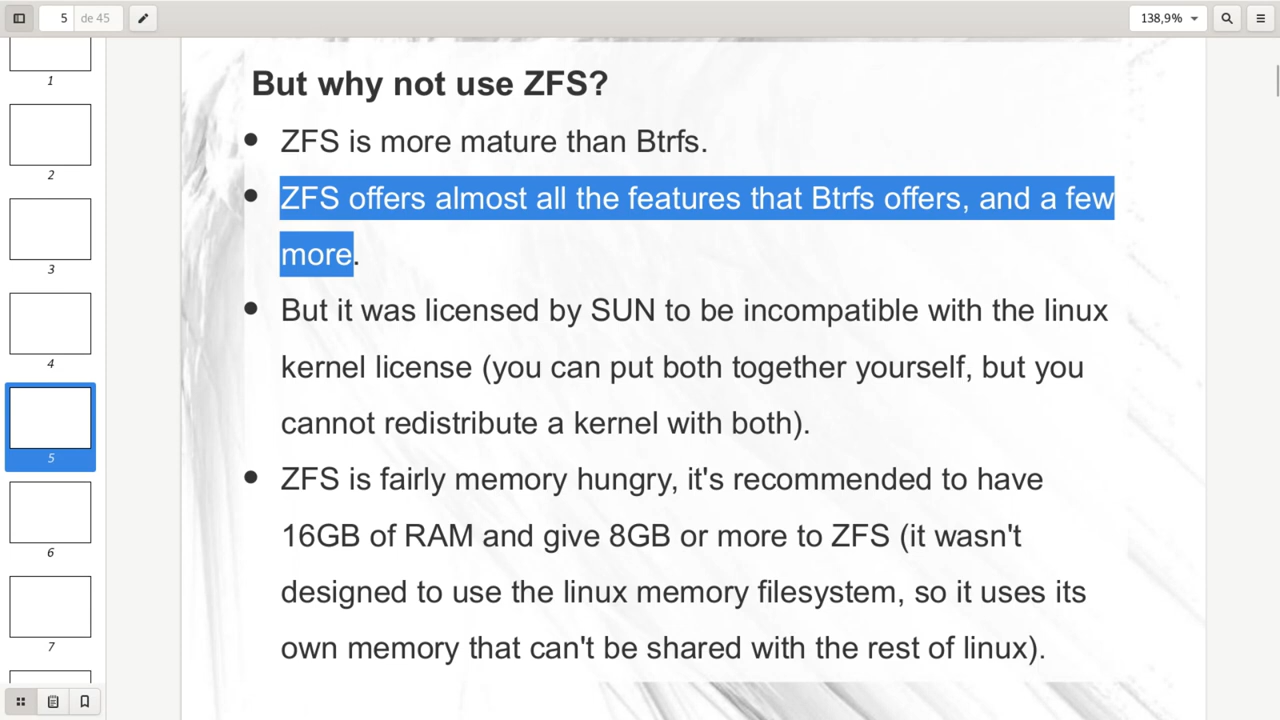 5 de 45
138,9%
1
2
3
4
5
6
7
But why not use ZFS?
• ZFS is more mature than Btrfs.
• ZFS offers almost all the features that Btrfs offers, and a few
more.
• But it was licensed by SUN to be incompatible with the linux
kernel license (you can put both together yourself, but you
cannot redistribute a kernel with both).
• ZFS is fairly memory hungry, it's recommended to have
16GB of RAM and give 8GB or more to ZFS (it wasn't
designed to use the linux memory filesystem, so it uses its
own memory that can't be shared with the rest of linux).